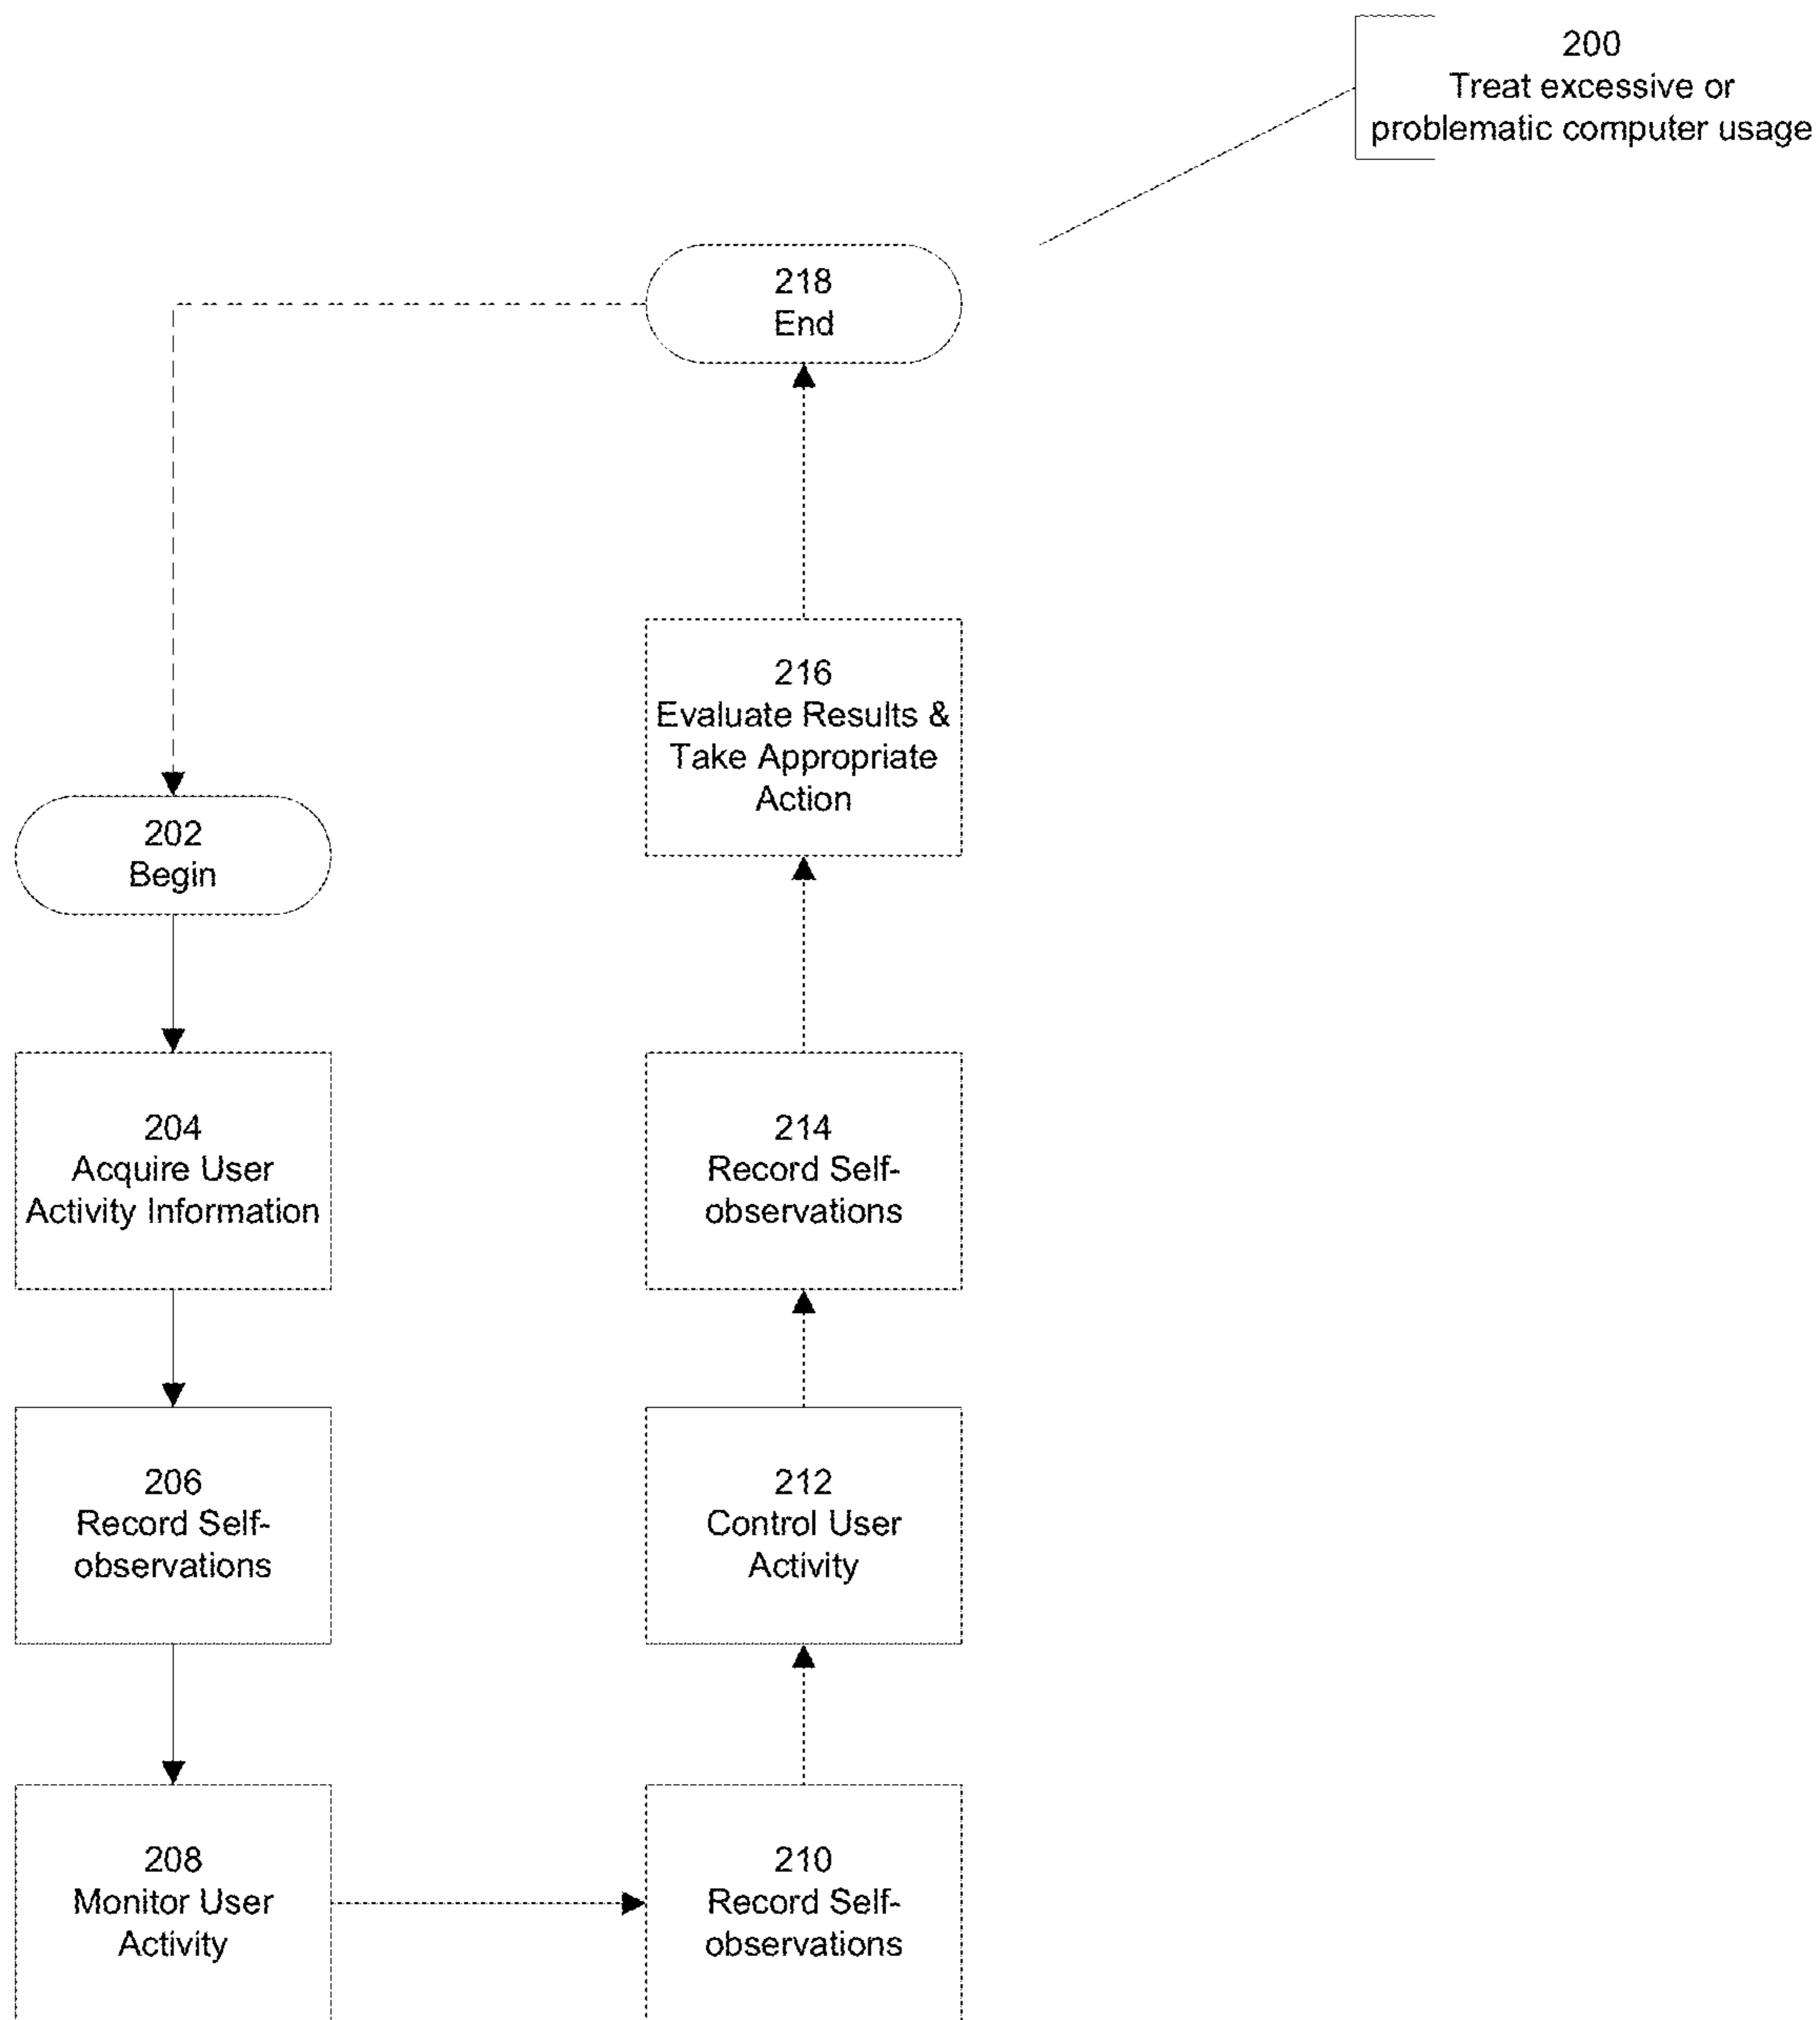 200
Treat excessive or
problematic computer usage
218
End
216
Evaluate Results &
Take Appropriate
Action
202
Begin
204
Acquire User
Activity Information
214
Record Self-
observations
206
Record Self-
observations
212
Control User
Activity
208
Monitor User
Activity
210
Record Self-
observations